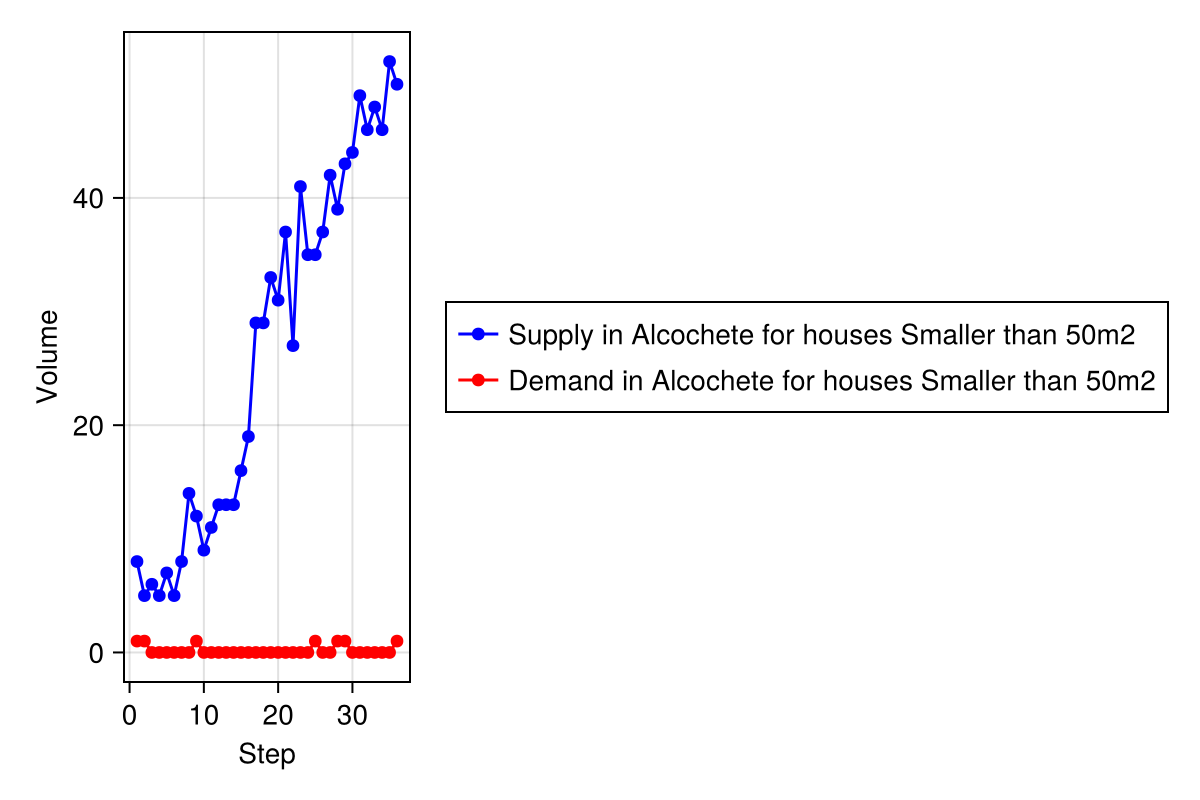 Volume
40
20
0
0 10 20 30
Step
Supply in Alcochete for houses Smaller than 50m2
Demand in Alcochete for houses Smaller than 50m2